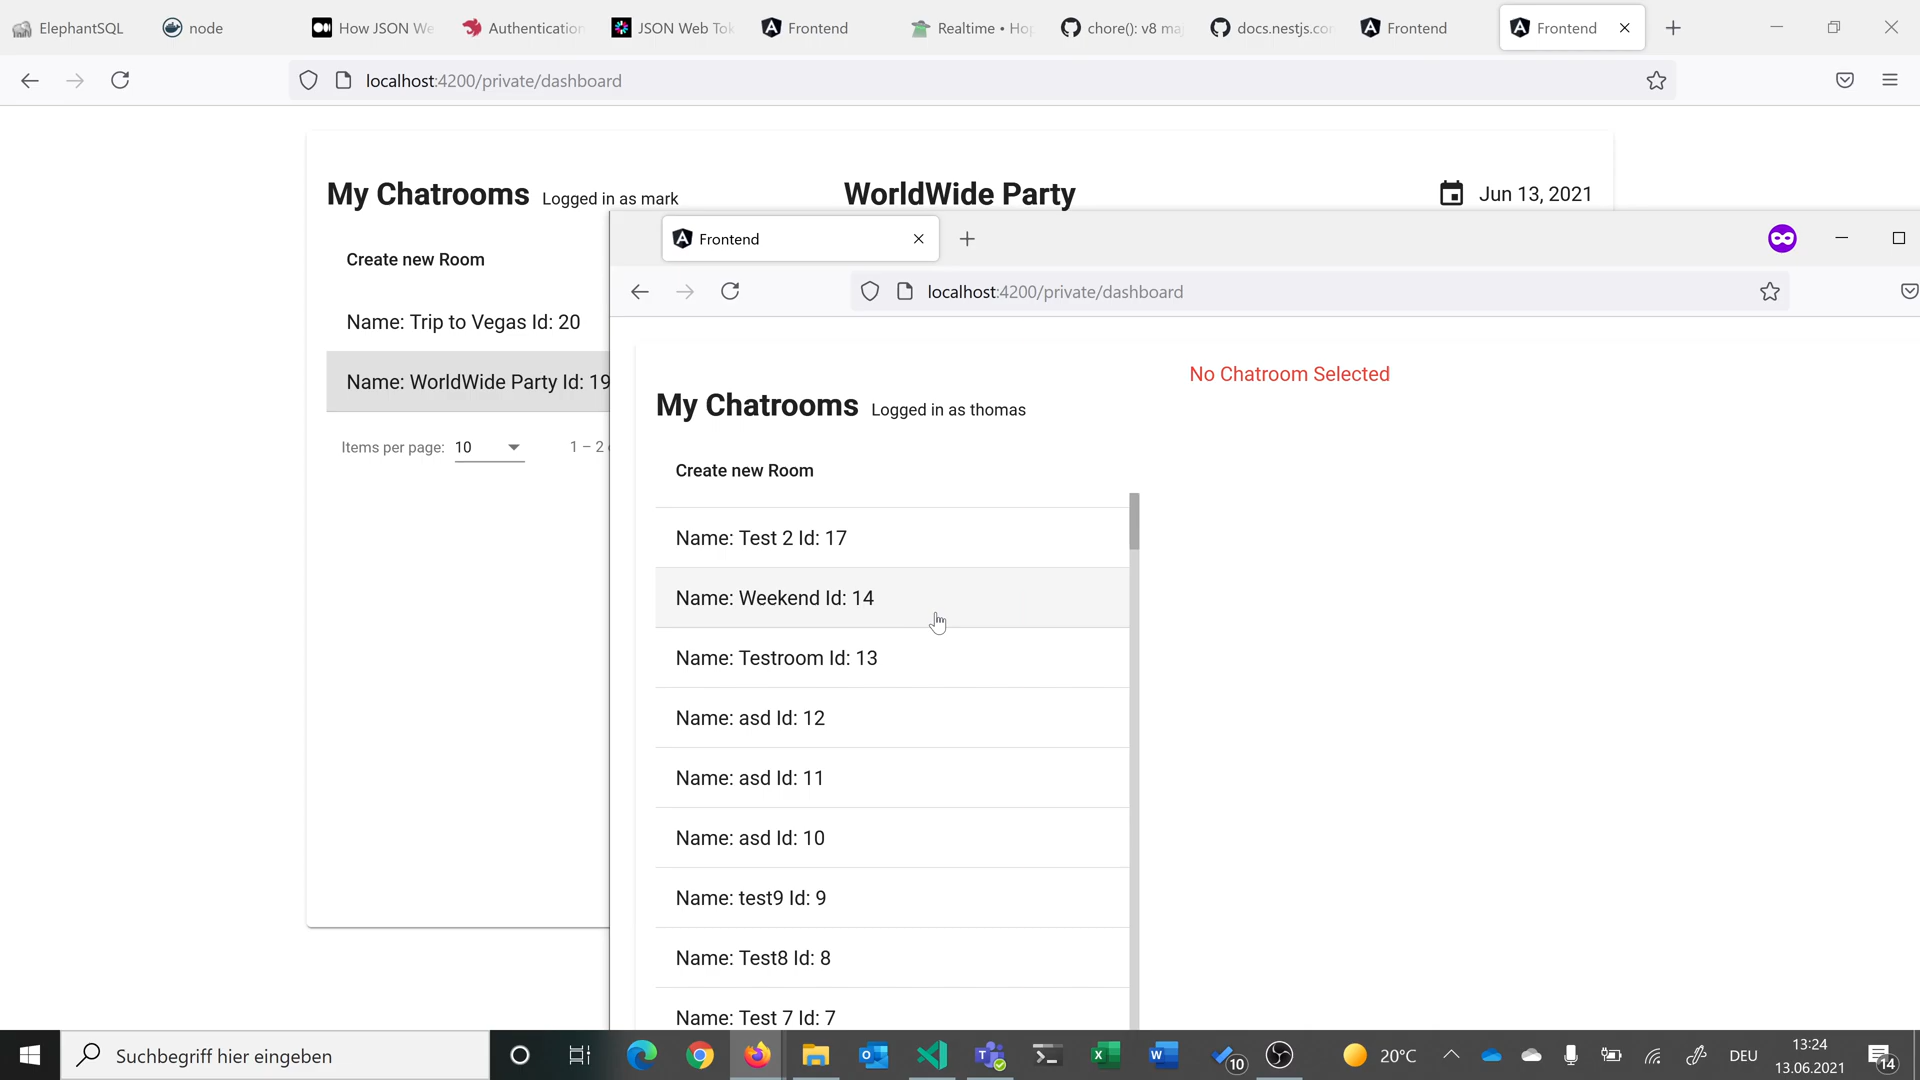 ElephantSQL
node
How JSON We
Authentication
JSON Web Tok
Frontend
Realtime • Hop
chore(): v8 maj
docs.nestjs.co
Frontend
Frontend
localhost:4200/private/dashboard
My Chatrooms Logged in as mark
WorldWide Party
Jun 13, 2021
Create new Room
Name: Trip to Vegas Id: 20
Name: WorldWide Party Id: 19
Items per page: 10
1 – 2
Frontend
localhost:4200/private/dashboard
No Chatroom Selected
My Chatrooms Logged in as thomas
Create new Room
Name: Test 2 Id: 17
Name: Weekend Id: 14
Name: Testroom Id: 13
Name: asd Id: 12
Name: asd Id: 11
Name: asd Id: 10
Name: test9 Id: 9
Name: Test8 Id: 8
Name: Test 7 Id: 7
Suchbegriff hier eingeben
10
20°C
DEU
13:24
13.06.2021
14